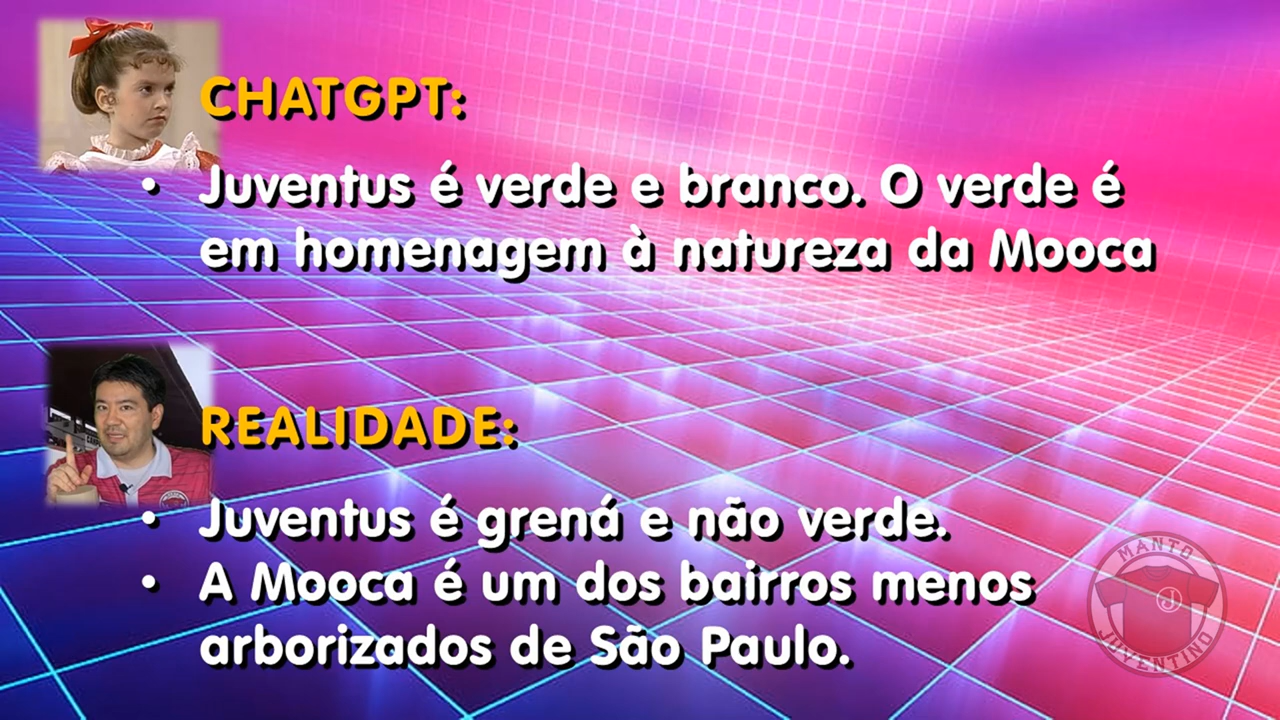 CHATGPT:
• Juventus é verde e branco. O verde é
em homenagem à natureza da Mooca
REALIDADE:
• Juventus é grená e não verde.
• A Mooca é um dos bairros menos
arborizados de São Paulo.
MANTO
J
JUVENTINO